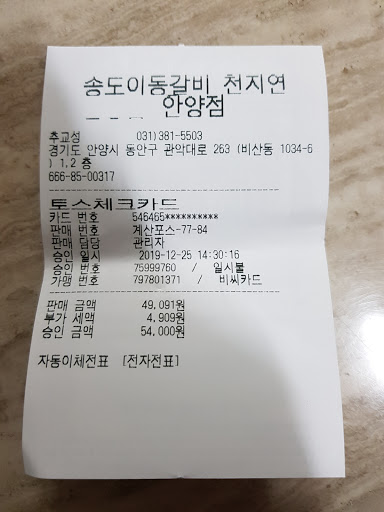 송도이동갈비 천지연
안양점
추교성 031)381-5503
경기도 안양시 동안구 관악대로 263 (비산동 1034-6
) 1,2 층
666-85-00317
토스체크카드
카드 번호 546465**********
판매 번호 계산포스-77-84
판매 담당 관리자
승인 일시 2019-12-25 14:30:16
승인 번호 75999760 / 일시불
가맹 번호 797801371 / 비씨카드
판매 금액 49,091원
부가 세액 4,909원
승인 금액 54,000원
자동이체전표 [전자전표]